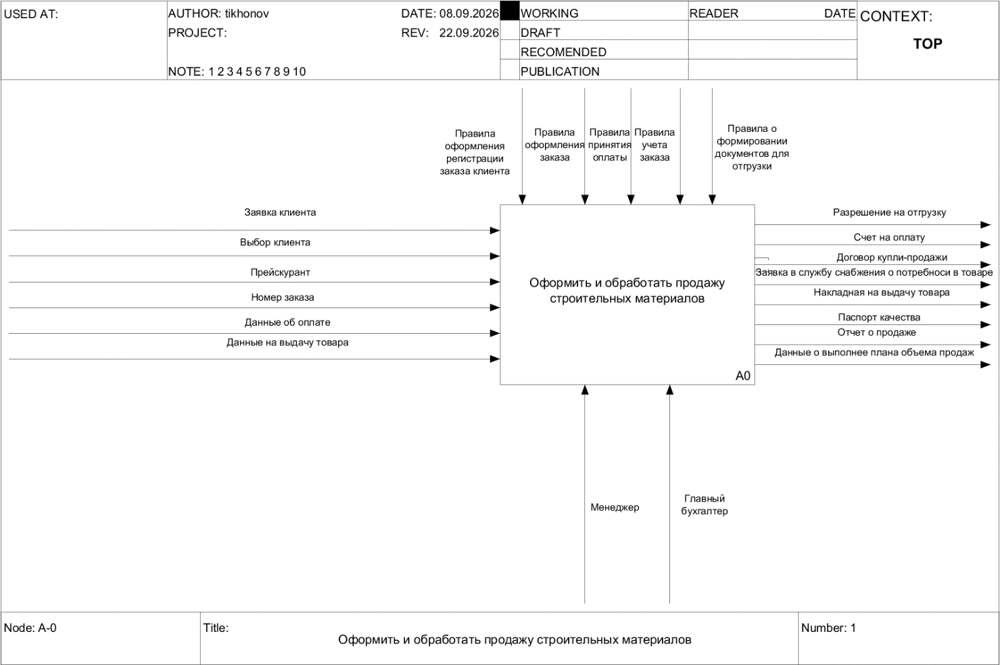 USED AT:
AUTHOR: tikhonov
DATE: 08.09.2026
WORKING
READER
DATE
CONTEXT:
PROJECT:
REV: 22.09.2026
DRAFT
TOP
RECOMENDED
NOTE: 1 2 3 4 5 6 7 8 9 10
PUBLICATION
Правила
оформления
регистрации
заказа клиента
Правила
оформления
заказа
Правила
принятия
оплаты
Правила
учета
заказа
Правила о
формировании
документов для
отгрузки
Заявка клиента
Выбор клиента
Прейскурант
Номер заказа
Данные об оплате
Данные на выдачу товара
Оформить и обработать продажу
строительных материалов
A0
Разрешение на отгрузку
Счет на оплату
Договор купли-продажи
Заявка в службу снабжения о потребноси в товаре
Накладная на выдачу товара
Паспорт качества
Отчет о продаже
Данные о выполнее плана объема продаж
Менеджер
Главный
бухгалтер
Node: A-0
Title:
Оформить и обработать продажу строительных материалов
Number: 1